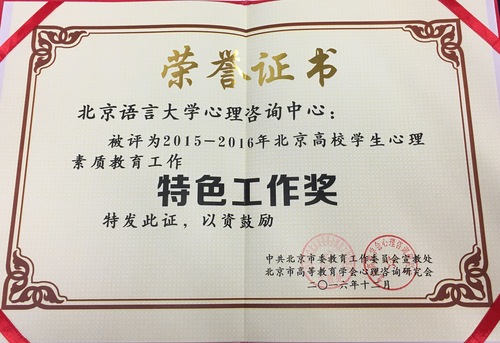 荣誉证书
北京语言大学心理咨询中心：
被评为2015－2016年北京高校学生心理
素质教育工作
特色工作奖
特发此证，以资鼓励
中共北京市委教育工作委员会宣教处
北京市高等教育学会心理咨询研究会
二〇一六年十二月